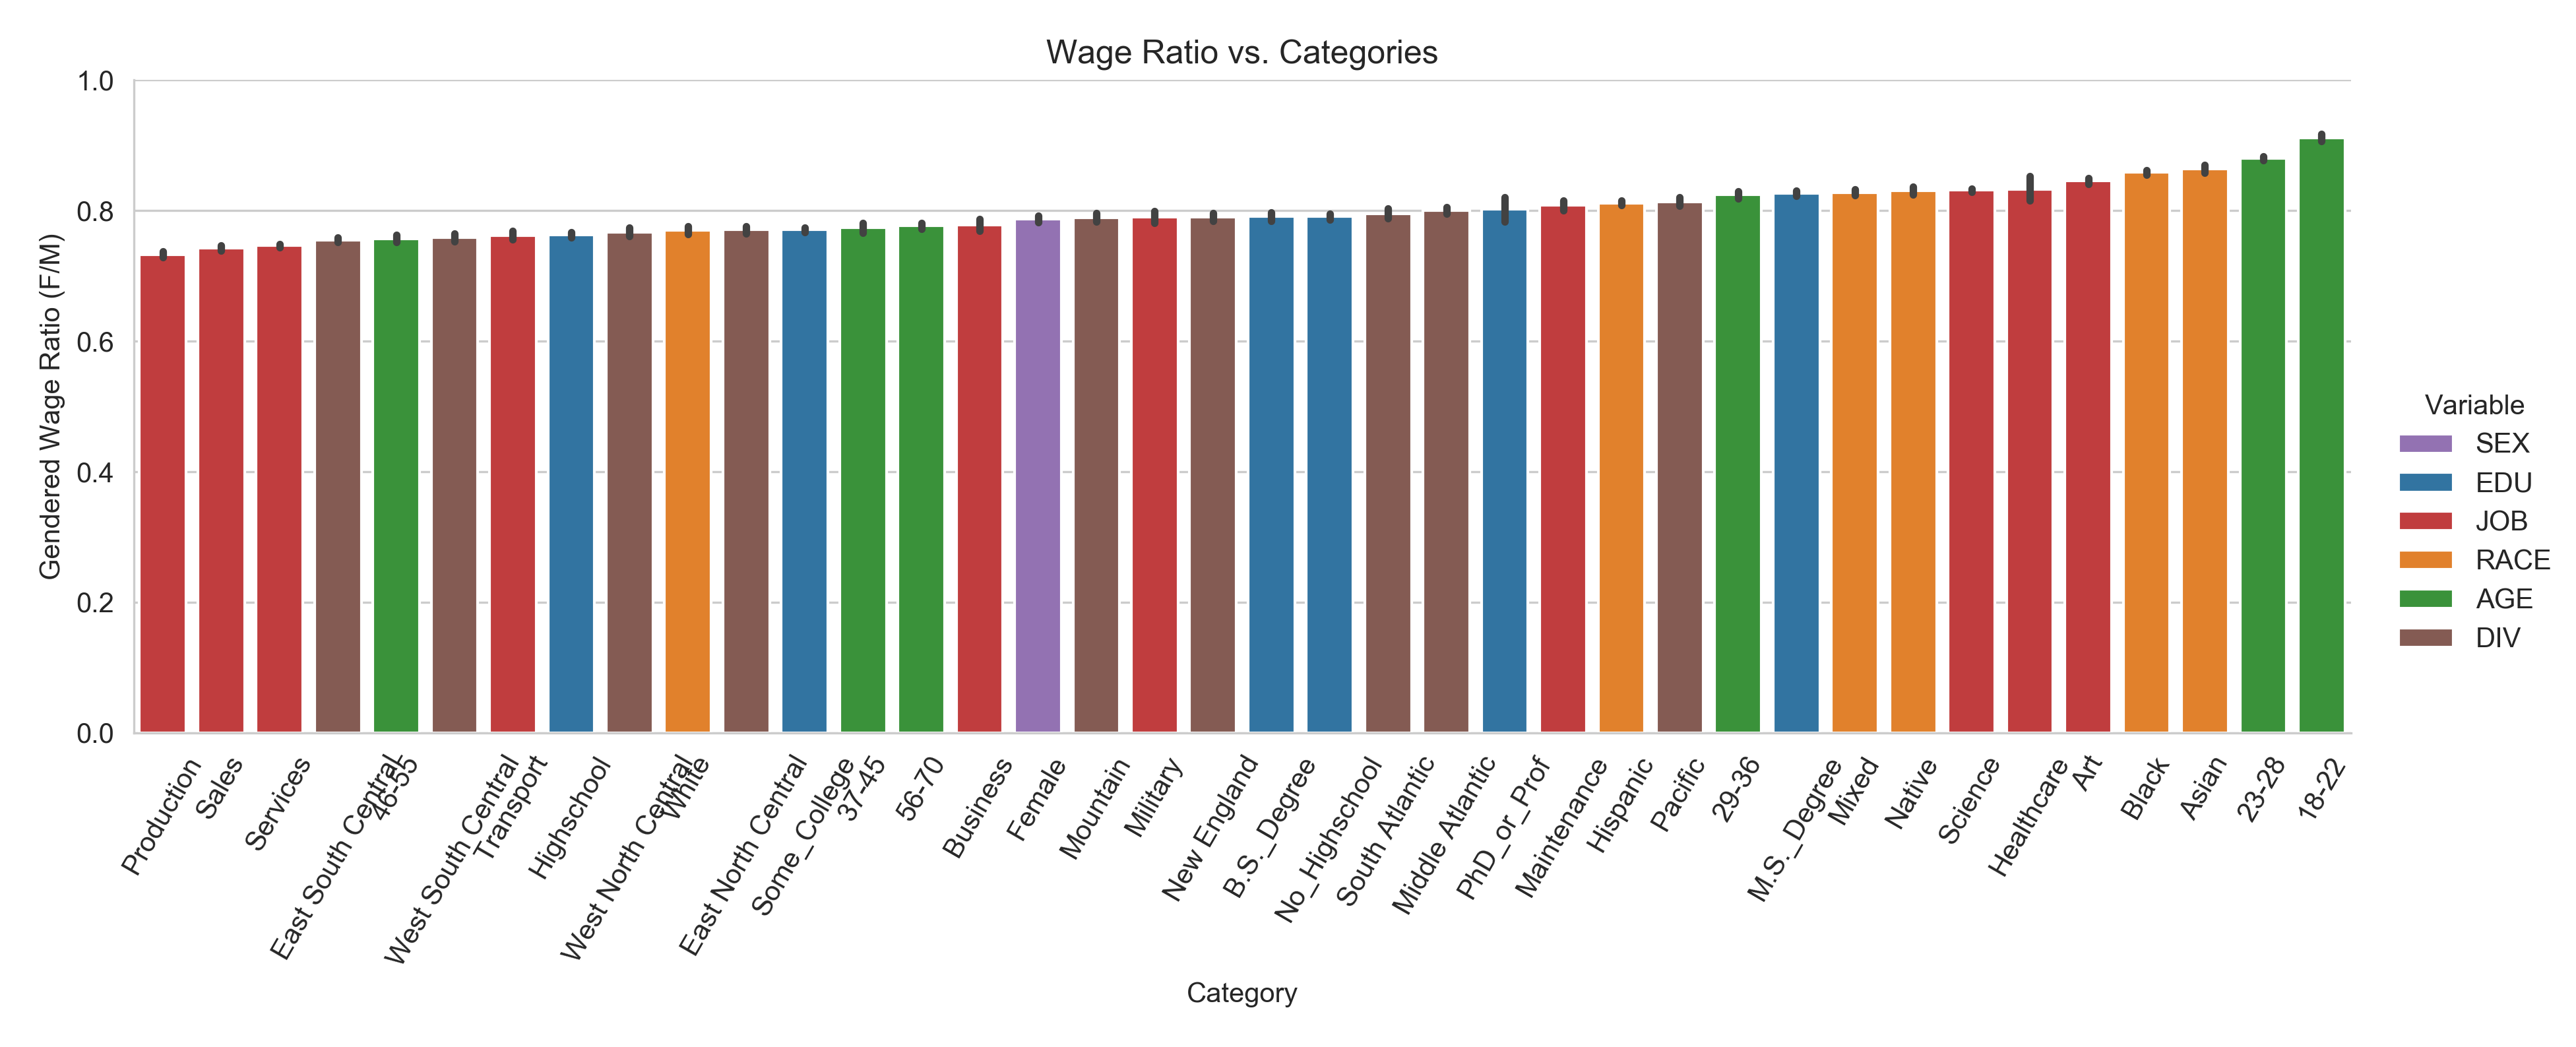 Wage Ratio vs. Categories
Gendered Wage Ratio (F/M)
1.0
0.8
0.6
0.4
0.2
0.0
Production
Sales
Services
East South Central
46-55
West South Central
Transport
Highschool
West North Central
White
East North Central
Some_College
37-45
56-70
Business
Female
Mountain
Military
New England
B.S._Degree
No_Highschool
South Atlantic
Middle Atlantic
PhD_or_Prof
Maintenance
Hispanic
Pacific
29-36
M.S._Degree
Mixed
Native
Science
Healthcare
Art
Black
Asian
23-28
18-22
Category
Variable
SEX
EDU
JOB
RACE
AGE
DIV